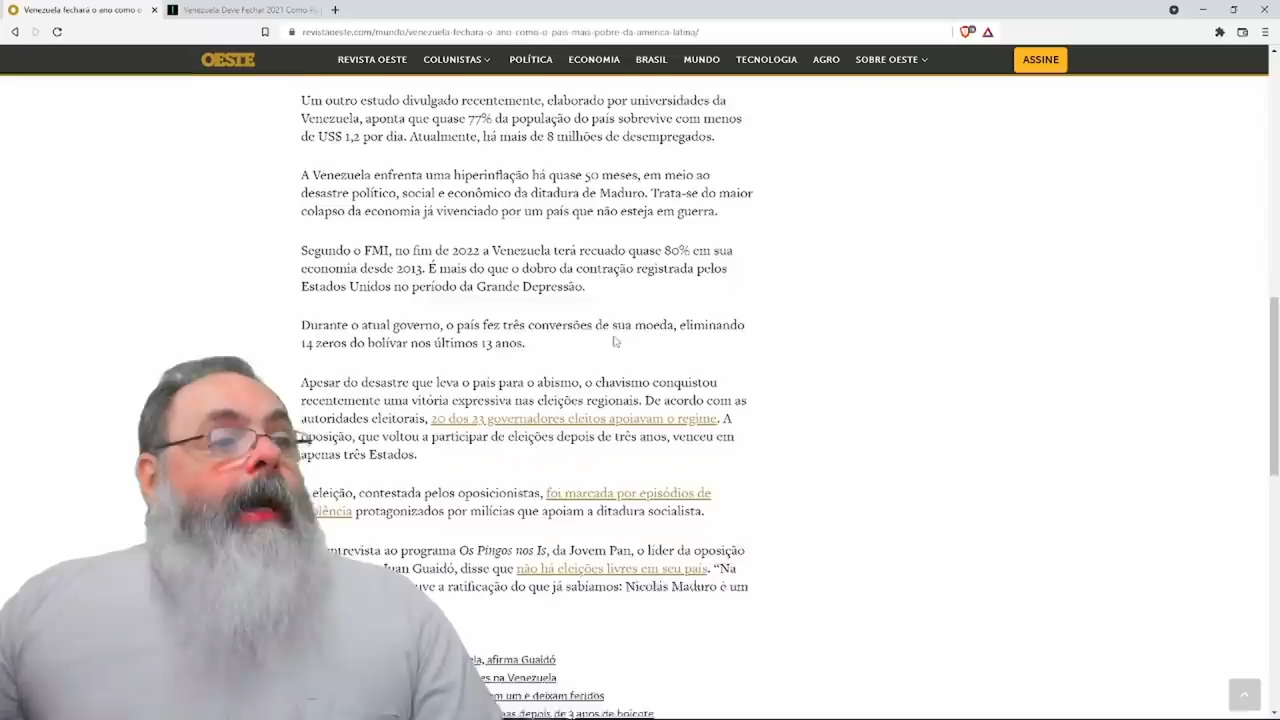 Venezuela fechará o ano como o
Venezuela Deve Fechar 2021 Como
revistaoeste.com/mundo/venezuela-fechara-o-ano-como-o-pais-mais-pobre-da-america-latina/
OESTE
REVISTA OESTE
COLUNISTAS
POLÍTICA
ECONOMIA
BRASIL
MUNDO
TECNOLOGIA
AGRO
SOBRE OESTE
ASSINE
Um outro estudo divulgado recentemente, elaborado por universidades da
Venezuela, aponta que quase 77% da população do país sobrevive com menos
de US$ 1,2 por dia. Atualmente, há mais de 8 milhões de desempregados.
A Venezuela enfrenta uma hiperinflação há quase 50 meses, em meio ao
desastre político, social e econômico da ditadura de Maduro. Trata-se do maior
colapso da economia já vivenciado por um país que não esteja em guerra.
Segundo o FMI, no fim de 2022 a Venezuela terá recuado quase 80% em sua
economia desde 2013. É mais do que o dobro da contração registrada pelos
Estados Unidos no período da Grande Depressão.
Durante o atual governo, o país fez três conversões de sua moeda, eliminando
14 zeros do bolívar nos últimos 13 anos.
Apesar do desastre que leva o país para o abismo, o chavismo conquistou
recentemente uma vitória expressiva nas eleições regionais. De acordo com as
autoridades eleitorais, 20 dos 23 governadores eleitos apoiavam o regime. A
oposição, que voltou a participar de eleições depois de três anos, venceu em
apenas três Estados.
eleição, contestada pelos oposicionistas, foi marcada por episódios de
lência protagonizados por milícias que apoiam a ditadura socialista.
ntrevista ao programa Os Pingos nos Is, da Jovem Pan, o líder da oposição
uan Guaidó, disse que não há eleições livres em seu país. “Na
ve a ratificação do que já sabíamos: Nicolás Maduro é um
la, afirma Guaidó
es na Venezuela
m um e deixam feridos
nas depois de 3 anos de boicote